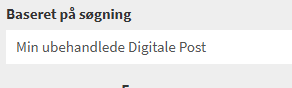 Baseret på søgning
Min ubehandlede Digitale Post